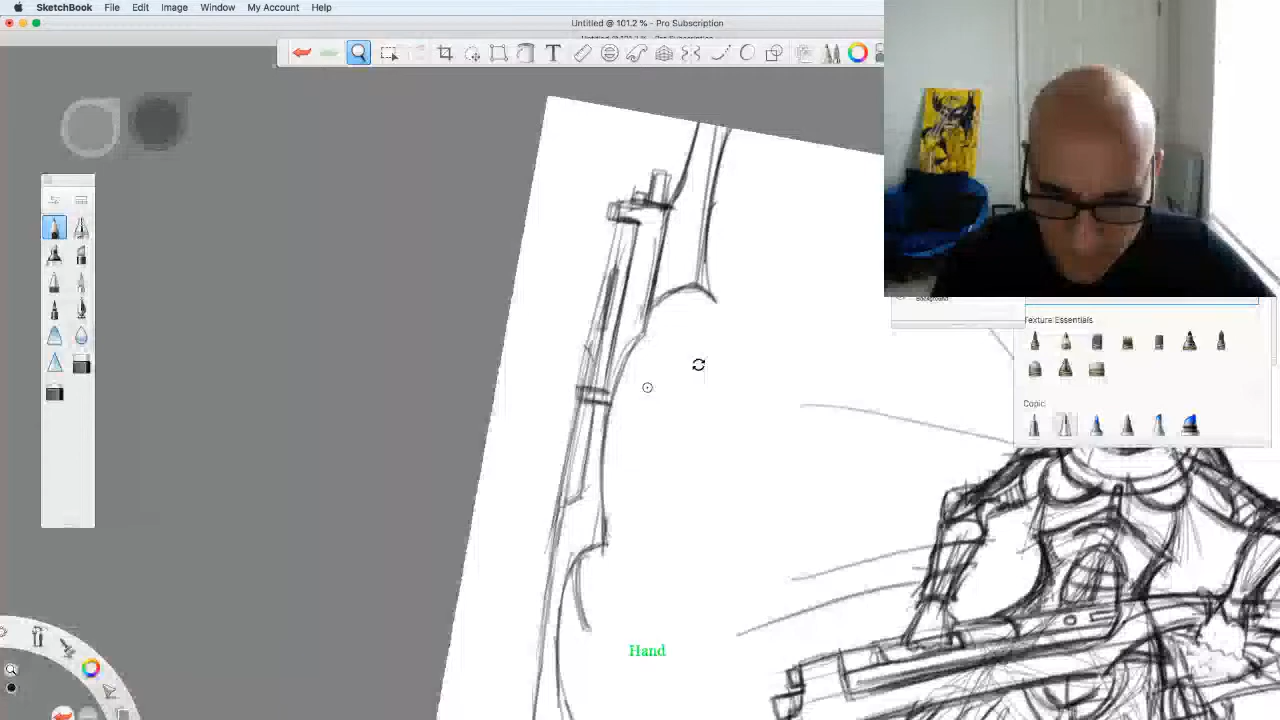 SketchBook File Edit Image Window My Account Help
Untitled @ 101.2 % - Pro Subscription
Texture Essentials
Copic
Hand